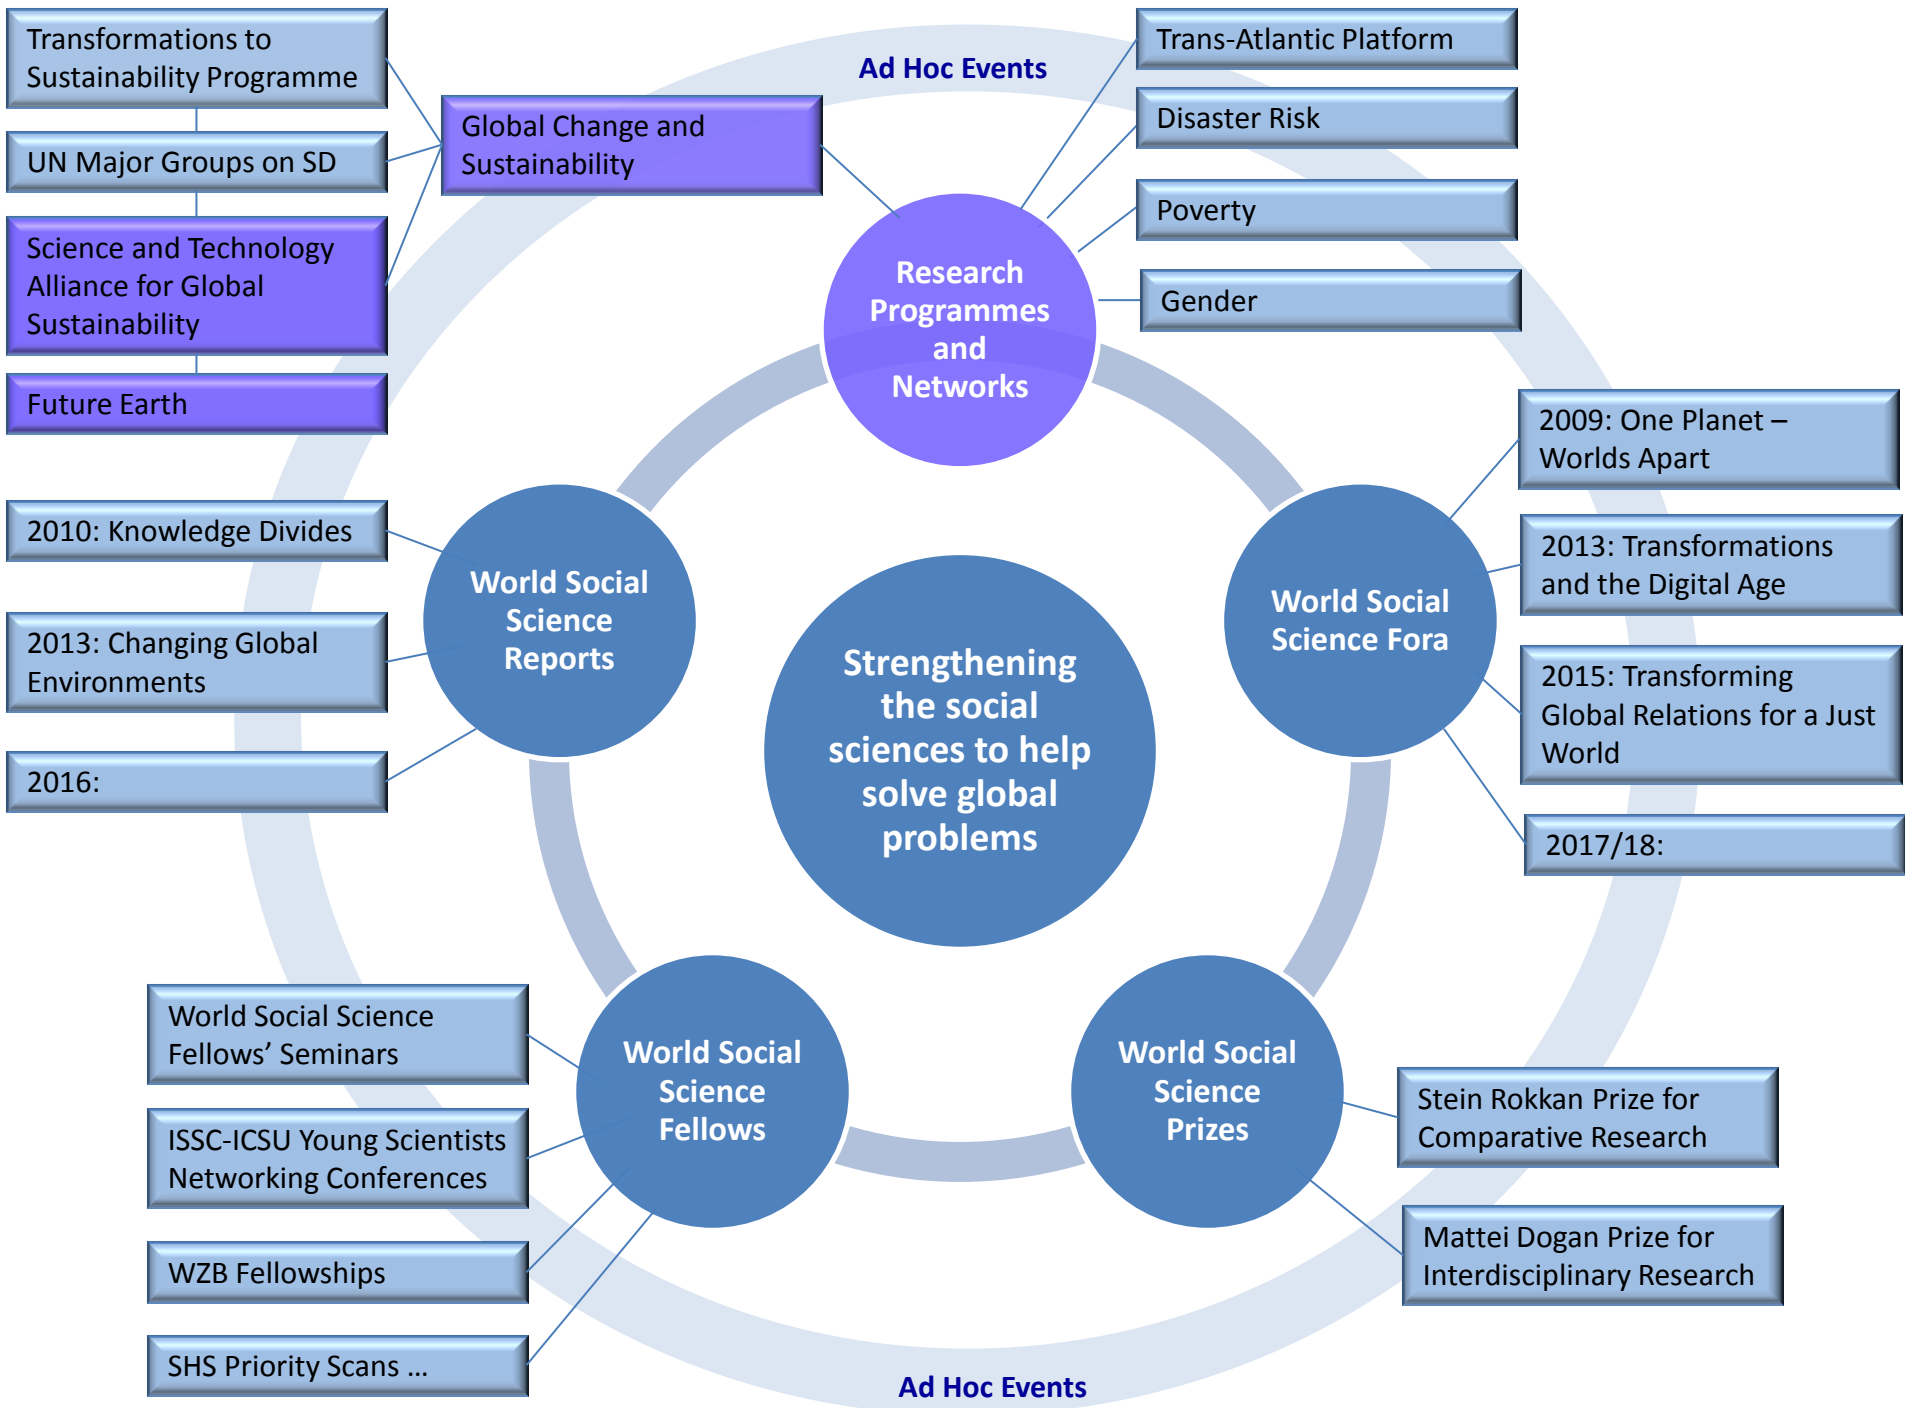 Transformations to
Sustainability Programme
UN Major Groups on SD
Science and Technology
Alliance for Global
Sustainability
Future Earth
Global Change and
Sustainability
Ad Hoc Events
Trans-Atlantic Platform
Disaster Risk
Poverty
Gender
Research
Programmes
and
Networks
2009: One Planet –
Worlds Apart
2013: Transformations
and the Digital Age
2015: Transforming
Global Relations for a Just
World
2017/18:
World Social
Science Fora
2010: Knowledge Divides
2013: Changing Global
Environments
2016:
World Social
Science
Reports
Strengthening
the social
sciences to help
solve global
problems
World Social Science
Fellows’ Seminars
ISSC-ICSU Young Scientists
Networking Conferences
WZB Fellowships
SHS Priority Scans ...
World Social
Science
Fellows
World Social
Science
Prizes
Stein Rokkan Prize for
Comparative Research
Mattei Dogan Prize for
Interdisciplinary Research
Ad Hoc Events